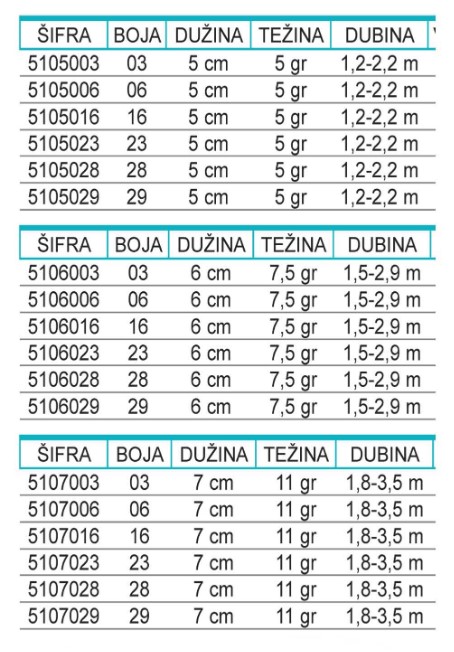 ŠIFRA BOJA DUŽINA TEŽINA DUBINA
5105003 03 5 cm 5 gr 1,2-2,2 m
5105006 06 5 cm 5 gr 1,2-2,2 m
5105016 16 5 cm 5 gr 1,2-2,2 m
5105023 23 5 cm 5 gr 1,2-2,2 m
5105028 28 5 cm 5 gr 1,2-2,2 m
5105029 29 5 cm 5 gr 1,2-2,2 m
ŠIFRA BOJA DUŽINA TEŽINA DUBINA
5106003 03 6 cm 7,5 gr 1,5-2,9 m
5106006 06 6 cm 7,5 gr 1,5-2,9 m
5106016 16 6 cm 7,5 gr 1,5-2,9 m
5106023 23 6 cm 7,5 gr 1,5-2,9 m
5106028 28 6 cm 7,5 gr 1,5-2,9 m
5106029 29 6 cm 7,5 gr 1,5-2,9 m
ŠIFRA BOJA DUŽINA TEŽINA DUBINA
5107003 03 7 cm 11 gr 1,8-3,5 m
5107006 06 7 cm 11 gr 1,8-3,5 m
5107016 16 7 cm 11 gr 1,8-3,5 m
5107023 23 7 cm 11 gr 1,8-3,5 m
5107028 28 7 cm 11 gr 1,8-3,5 m
5107029 29 7 cm 11 gr 1,8-3,5 m